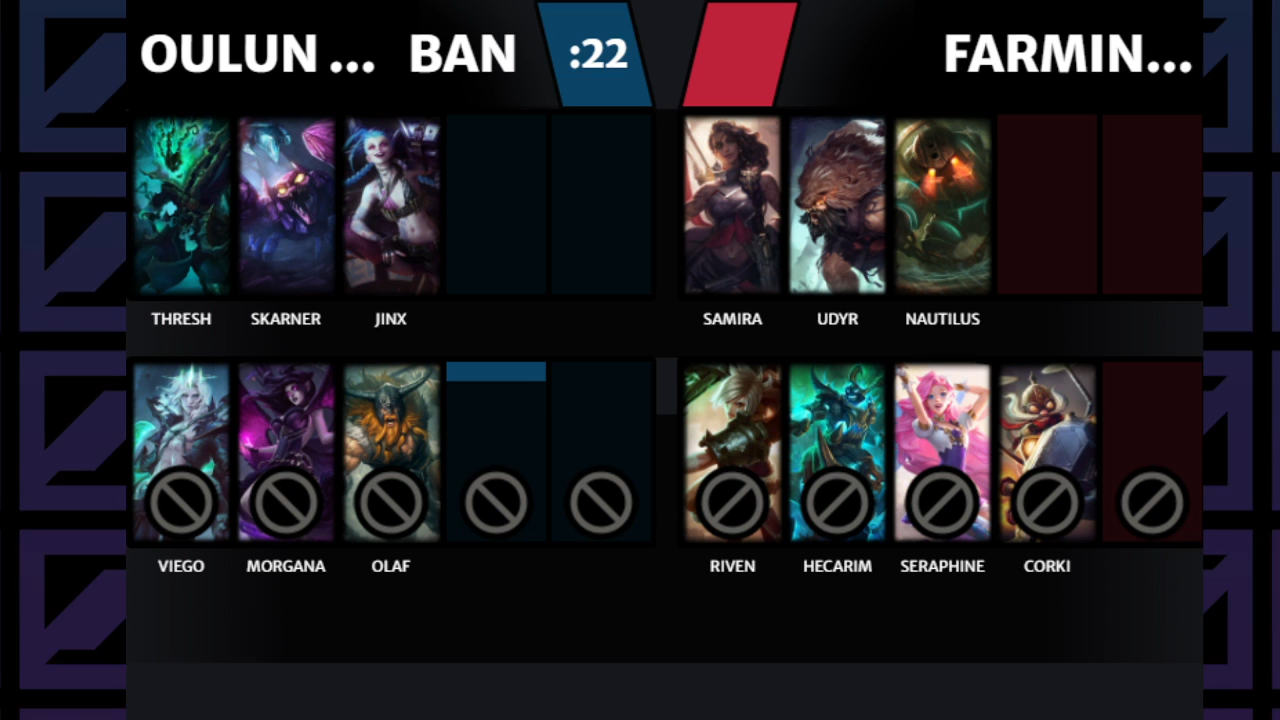 OULUN ... BAN :22 FARMIN...
THRESH SKARNER JINX SAMIRA UDYR NAUTILUS
VIEGO MORGANA OLAF RIVEN HECARIM SERAPHINE CORKI